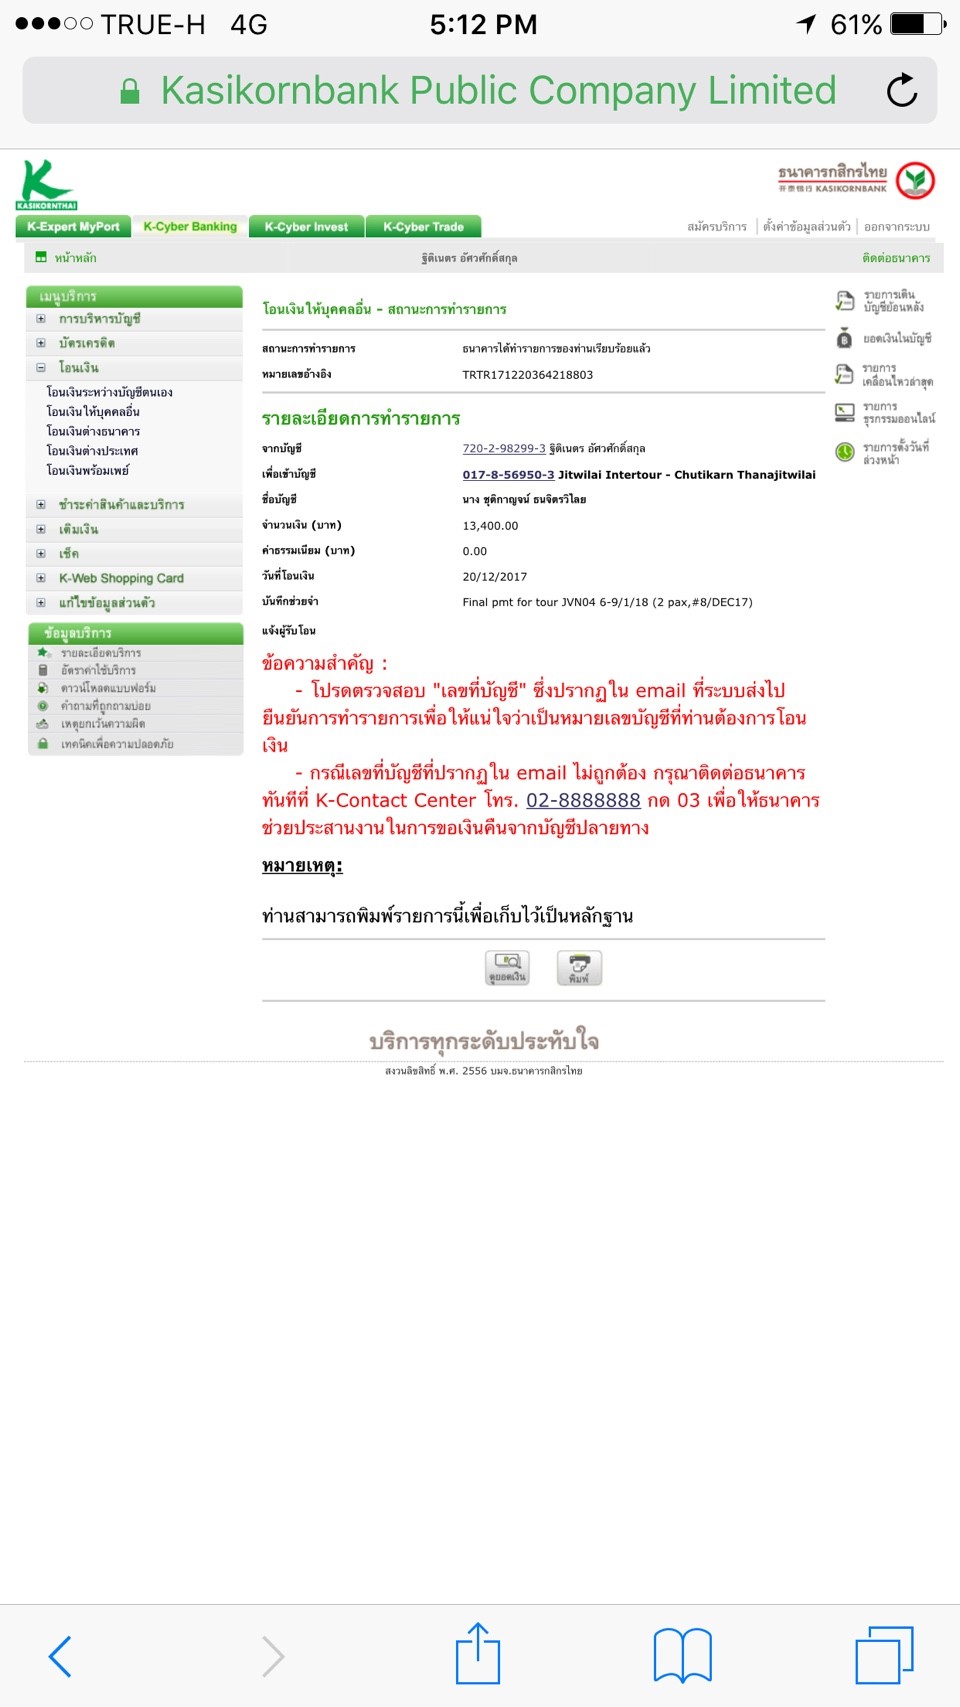 TRUE-H 4G 5:12 PM 61%
Kasikornbank Public Company Limited
KASIKORNTHAI
ธนาคารกสิกรไทย
开泰银行 KASIKORNBANK
K-Expert MyPort K-Cyber Banking K-Cyber Invest K-Cyber Trade
สมัครบริการ ตั้งค่าข้อมูลส่วนตัว ออกจากระบบ
หน้าหลัก ฐิติเนตร อัศวศักดิ์สกุล ติดต่อธนาคาร
เมนูบริการ
การบริหารบัญชี
บัตรเครดิต
โอนเงิน
โอนเงินระหว่างบัญชีตนเอง
โอนเงินให้บุคคลอื่น
โอนเงินต่างธนาคาร
โอนเงินต่างประเทศ
โอนเงินพร้อมเพย์
ชำระค่าสินค้าและบริการ
เติมเงิน
เช็ค
K-Web Shopping Card
แก้ไขข้อมูลส่วนตัว
ข้อมูลบริการ
รายละเอียดบริการ
อัตราค่าใช้บริการ
ดาวน์โหลดแบบฟอร์ม
คำถามที่ถูกถามบ่อย
เหตุยกเว้นความผิด
เทคนิคเพื่อความปลอดภัย
โอนเงินให้บุคคลอื่น - สถานะการทำรายการ
สถานะการทำรายการ ธนาคารได้ทำรายการของท่านเรียบร้อยแล้ว
หมายเลขอ้างอิง TRTR171220364218803
รายละเอียดการทำรายการ
จากบัญชี 720-2-98299-3 ฐิติเนตร อัศวศักดิ์สกุล
เพื่อเข้าบัญชี 017-8-56950-3 Jitwilai Intertour - Chutikarn Thanajitwilai
ชื่อบัญชี นาง ชุติกาญจน์ ธนจิตรวิไลย
จำนวนเงิน (บาท) 13,400.00
ค่าธรรมเนียม (บาท) 0.00
วันที่โอนเงิน 20/12/2017
บันทึกช่วยจำ Final pmt for tour JVN04 6-9/1/18 (2 pax,#8/DEC17)
แจ้งผู้รับโอน
ข้อความสำคัญ :
- โปรดตรวจสอบ "เลขที่บัญชี" ซึ่งปรากฏใน email ที่ระบบส่งไป
ยืนยันการทำรายการเพื่อให้แน่ใจว่าเป็นหมายเลขบัญชีที่ท่านต้องการโอน
เงิน
- กรณีเลขที่บัญชีที่ปรากฏใน email ไม่ถูกต้อง กรุณาติดต่อธนาคาร
ทันทีที่ K-Contact Center โทร. 02-8888888 กด 03 เพื่อให้ธนาคาร
ช่วยประสานงานในการขอเงินคืนจากบัญชีปลายทาง
หมายเหตุ:
ท่านสามารถพิมพ์รายการนี้เพื่อเก็บไว้เป็นหลักฐาน
ดูยอดเงิน พิมพ์
รายการเดิน
บัญชีย้อนหลัง
ยอดเงินในบัญชี
รายการ
เคลื่อนไหวล่าสุด
รายการ
ธุรกรรมออนไลน์
รายการตั้งวันที่
ล่วงหน้า
บริการทุกระดับประทับใจ
สงวนลิขสิทธิ์ พ.ศ. 2556 บมจ.ธนาคารกสิกรไทย